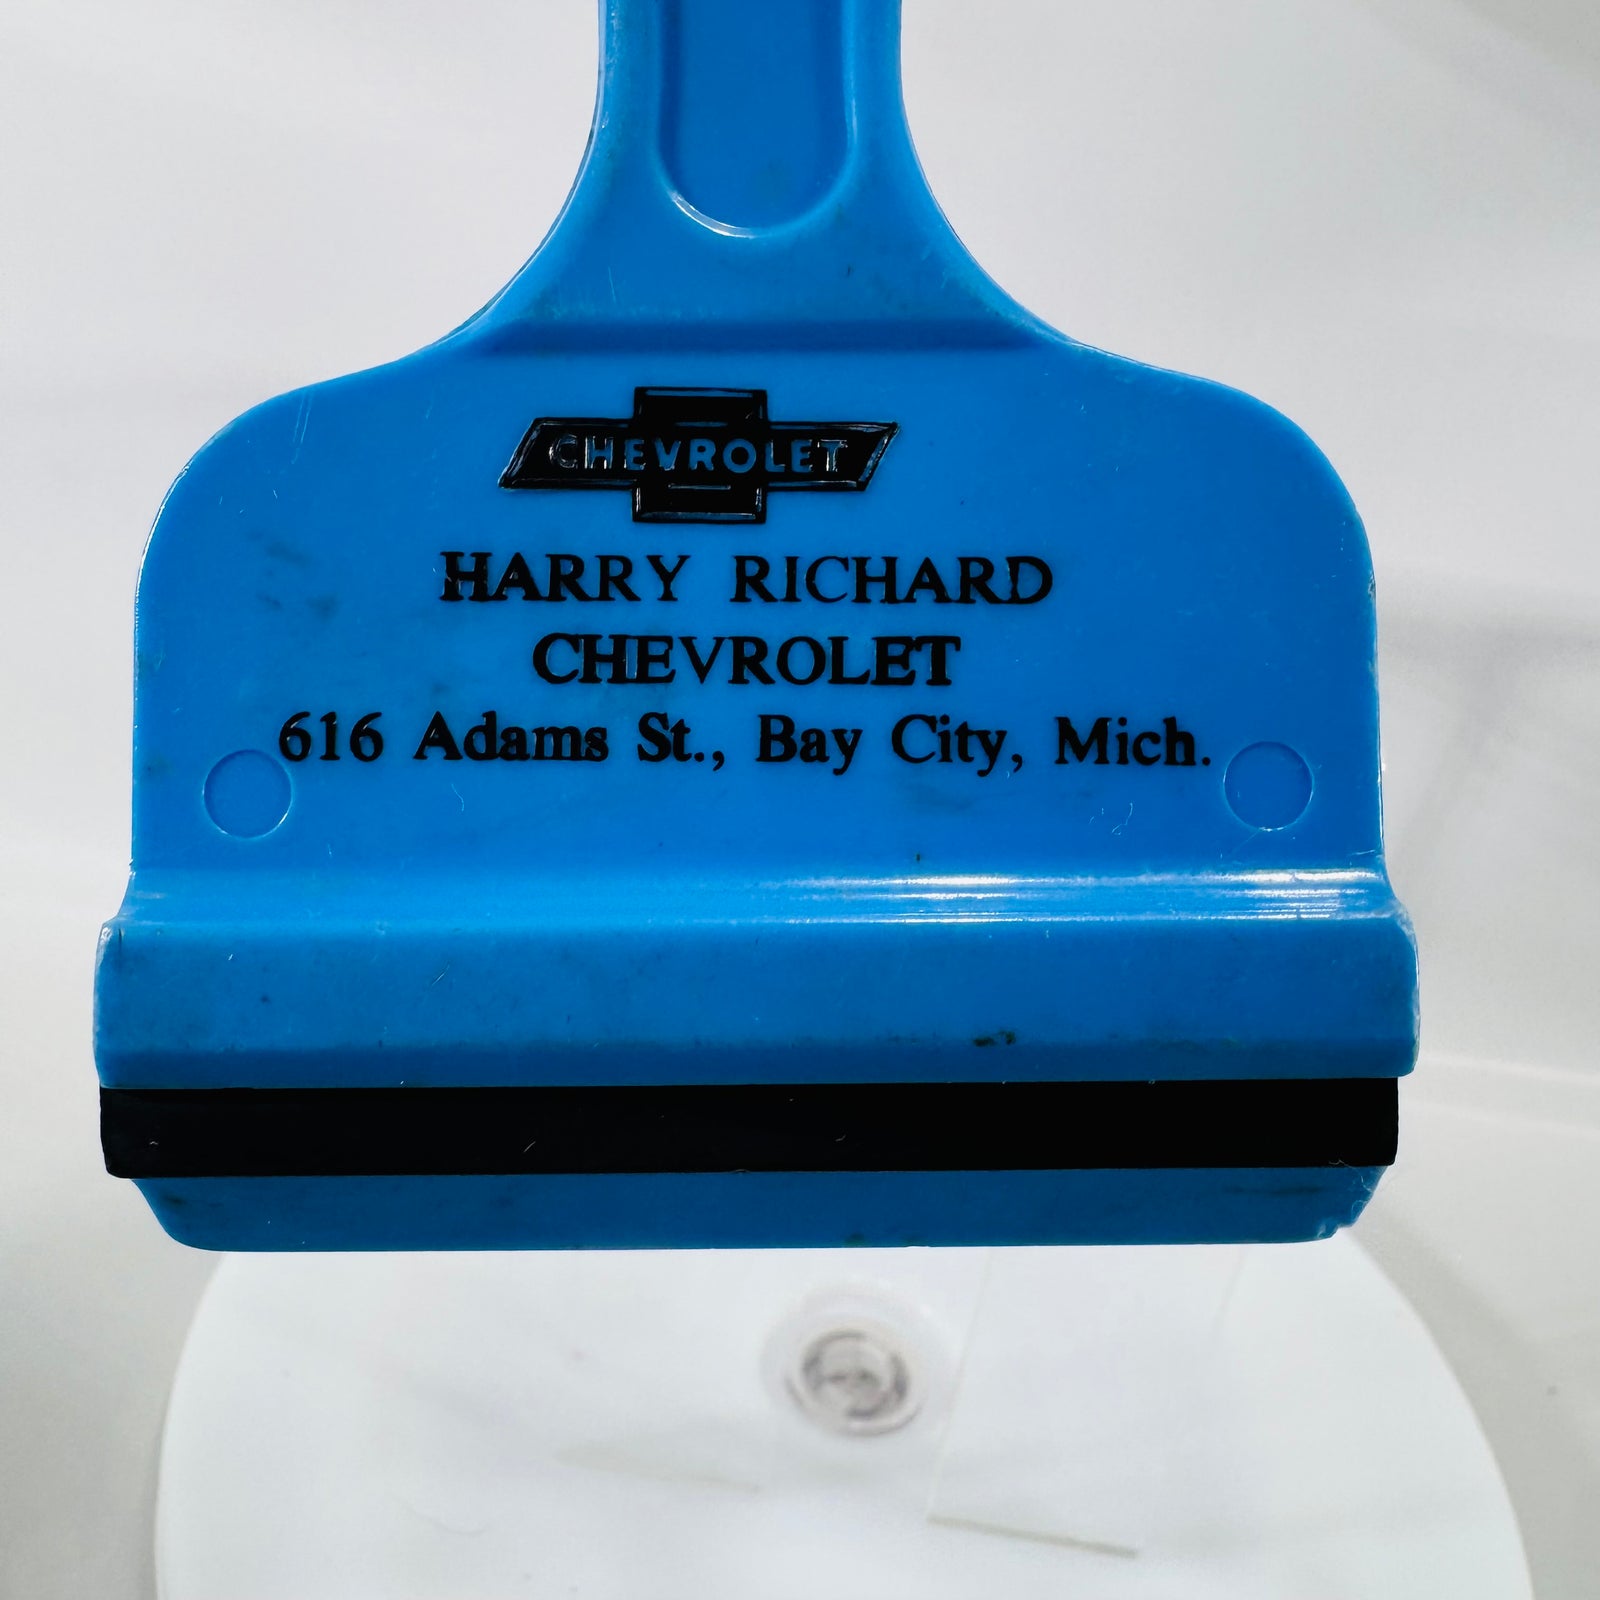 CHEVROLET
HARRY RICHARD
CHEVROLET
616 Adams St., Bay City, Mich.